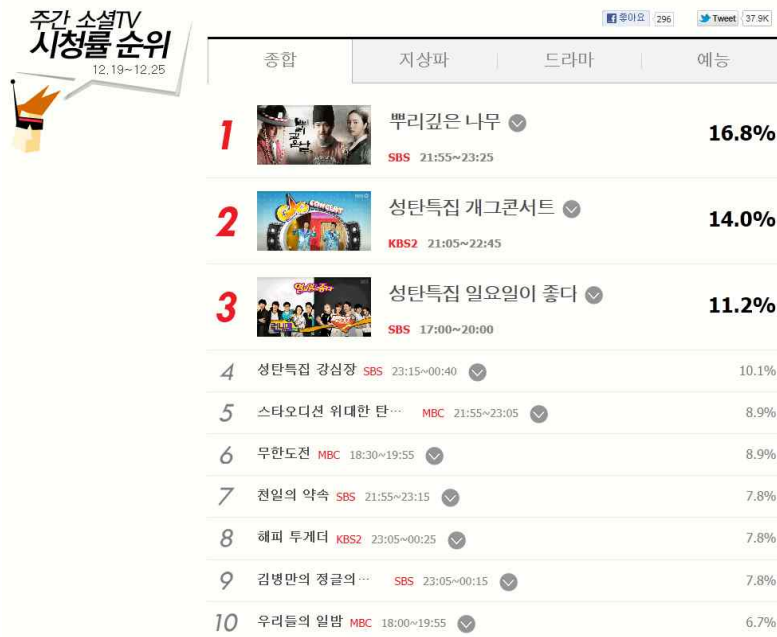 주간 소셜TV
시청률 순위
12.19~12.25
좋아요 296
Tweet 37.9K
종합 지상파 드라마 예능
1 뿌리깊은 나무 16.8%
SBS 21:55~23:25
2 성탄특집 개그콘서트 14.0%
KBS2 21:05~22:45
3 성탄특집 일요일이 좋다 11.2%
SBS 17:00~20:00
4 성탄특집 강심장 SBS 23:15~00:40 10.1%
5 스타오디션 위대한 탄… MBC 21:55~23:05 8.9%
6 무한도전 MBC 18:30~19:55 8.9%
7 천일의 약속 SBS 21:55~23:15 7.8%
8 해피 투게더 KBS2 23:05~00:25 7.8%
9 김병만의 정글의… SBS 23:05~00:15 7.8%
10 우리들의 일밤 MBC 18:00~19:55 6.7%